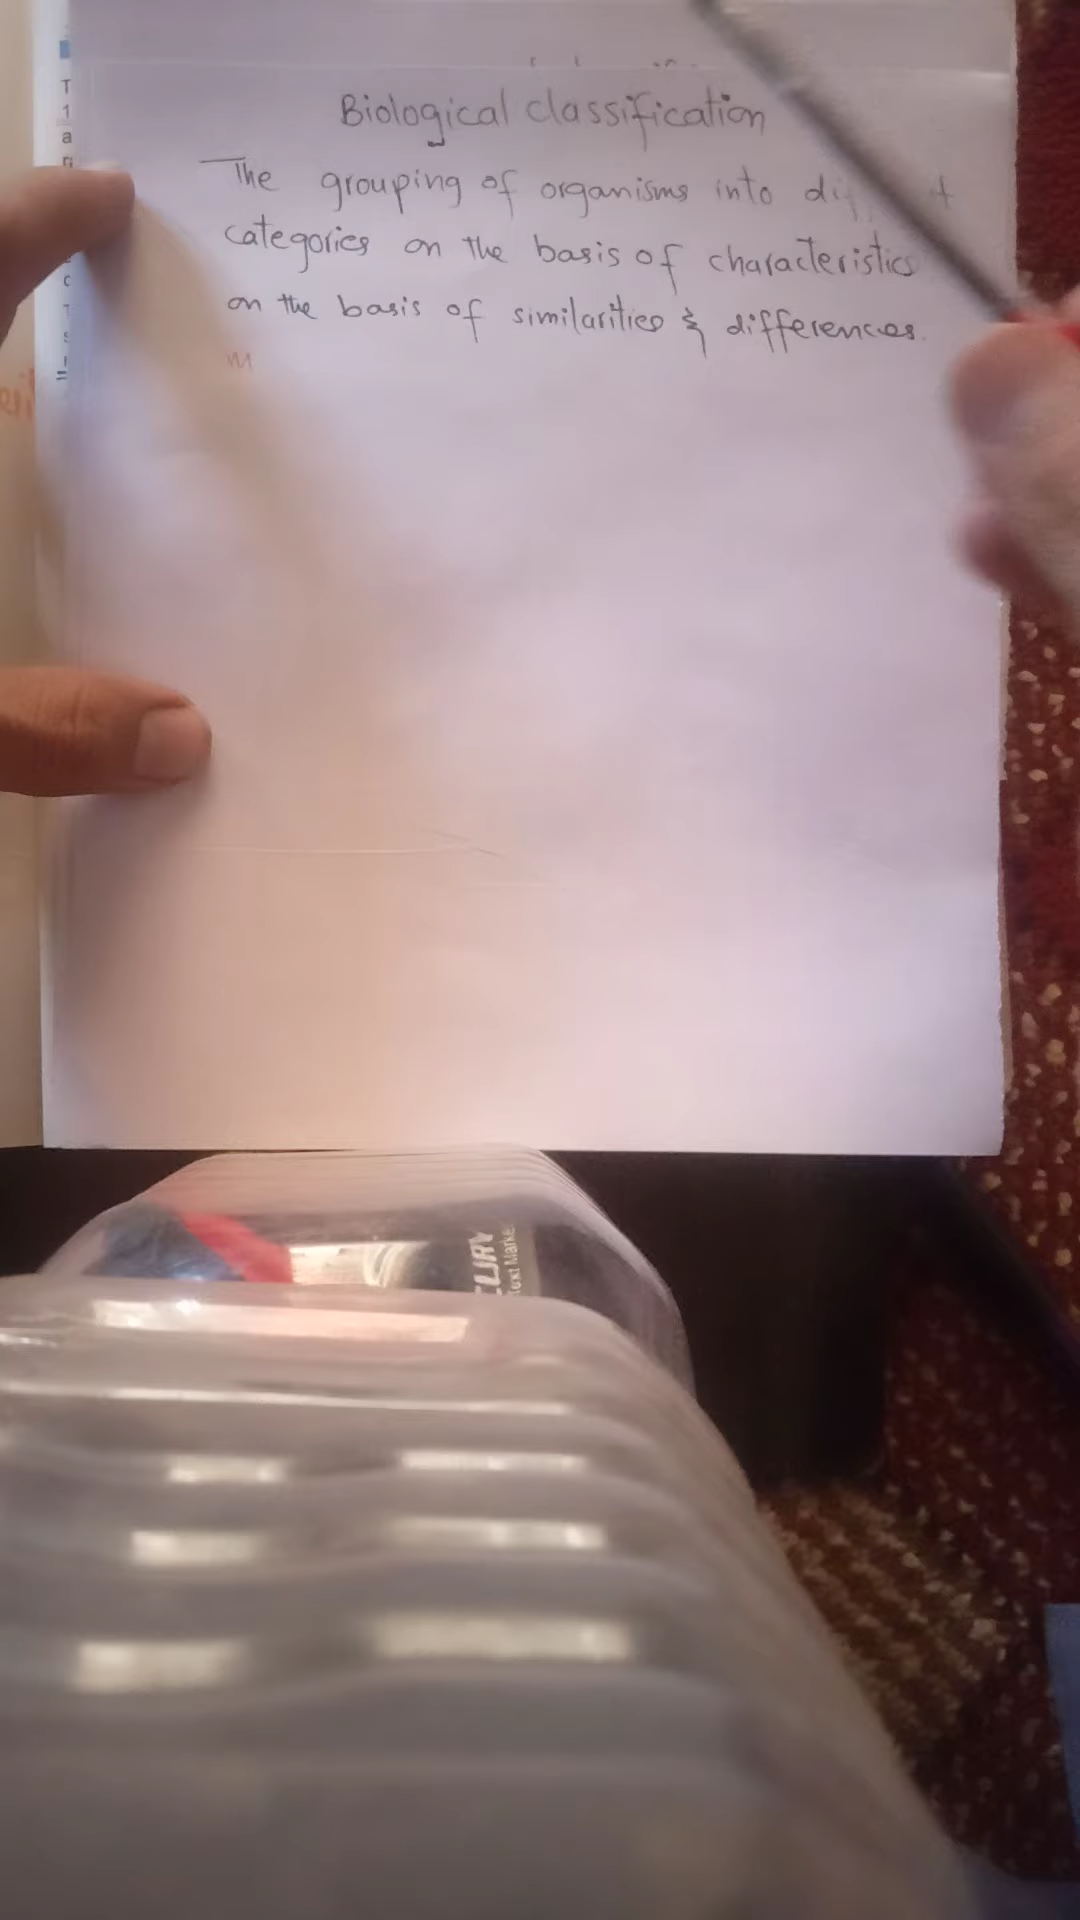 Biological classification
The grouping of organisms into
categories on the basis of characteristics
on the basis of similarities & differences.
T
1
a